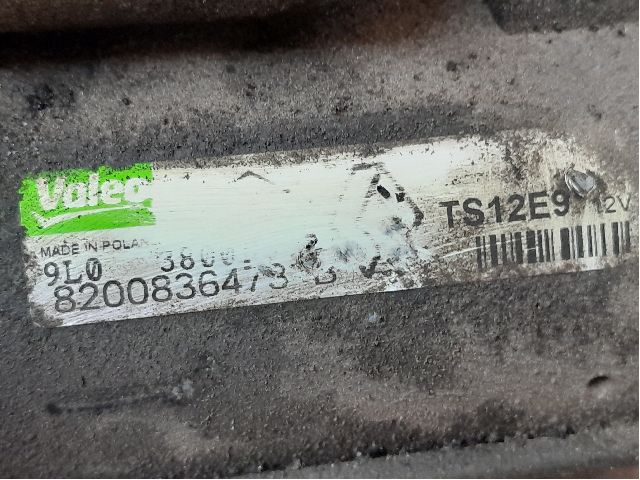 Valeo
TS12E9 12V
MADE IN POLAN
9L0
8200836473 B